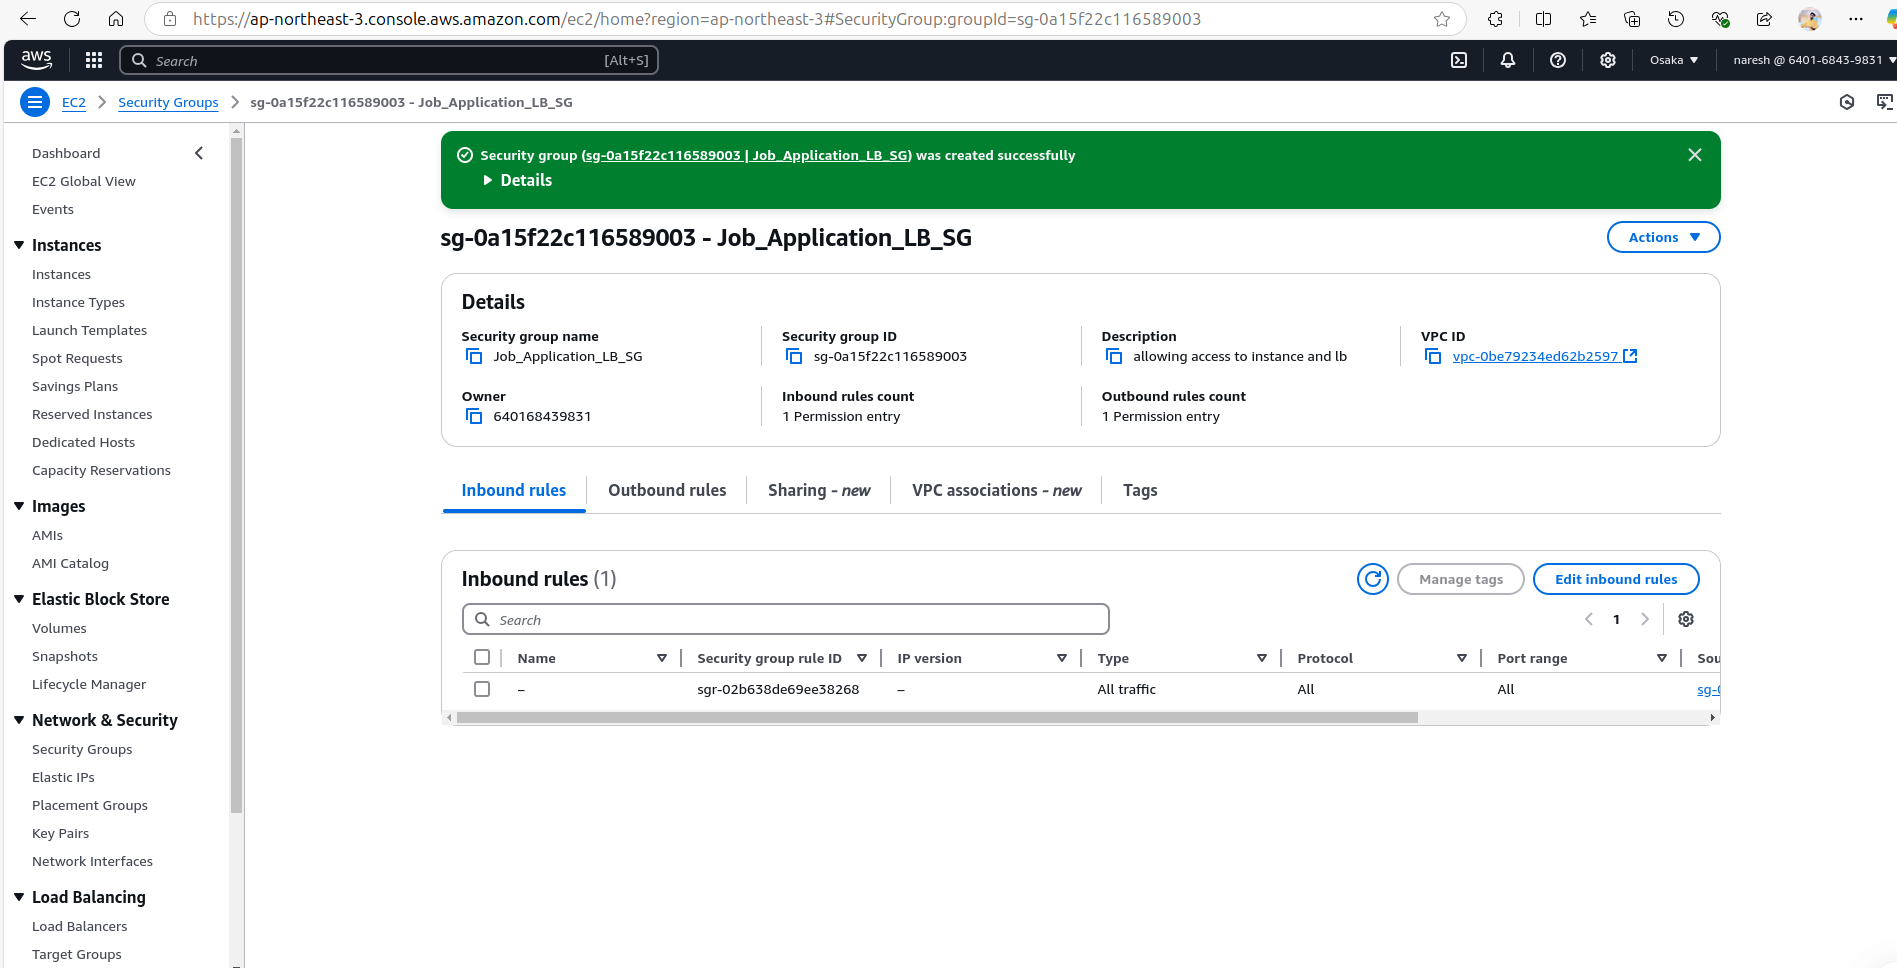 https://ap-northeast-3.console.aws.amazon.com/ec2/home?region=ap-northeast-3#SecurityGroup:groupId=sg-0a15f22c116589003
aws
Search [Alt+S]
Osaka
naresh @ 6401-6843-9831
EC2
Security Groups
sg-0a15f22c116589003 - Job_Application_LB_SG
Dashboard
EC2 Global View
Events
Instances
Instances
Instance Types
Launch Templates
Spot Requests
Savings Plans
Reserved Instances
Dedicated Hosts
Capacity Reservations
Images
AMIs
AMI Catalog
Elastic Block Store
Volumes
Snapshots
Lifecycle Manager
Network & Security
Security Groups
Elastic IPs
Placement Groups
Key Pairs
Network Interfaces
Load Balancing
Load Balancers
Target Groups
Security group (sg-0a15f22c116589003 | Job_Application_LB_SG) was created successfully
Details
sg-0a15f22c116589003 - Job_Application_LB_SG
Actions
Details
Security group name
Job_Application_LB_SG
Security group ID
sg-0a15f22c116589003
Description
allowing access to instance and lb
VPC ID
vpc-0be79234ed62b2597
Owner
640168439831
Inbound rules count
1 Permission entry
Outbound rules count
1 Permission entry
Inbound rules
Outbound rules
Sharing - new
VPC associations - new
Tags
Inbound rules (1)
Manage tags
Edit inbound rules
Search
1
Name Security group rule ID IP version Type Protocol Port range Sou
– sgr-02b638de69ee38268 – All traffic All All sg-0